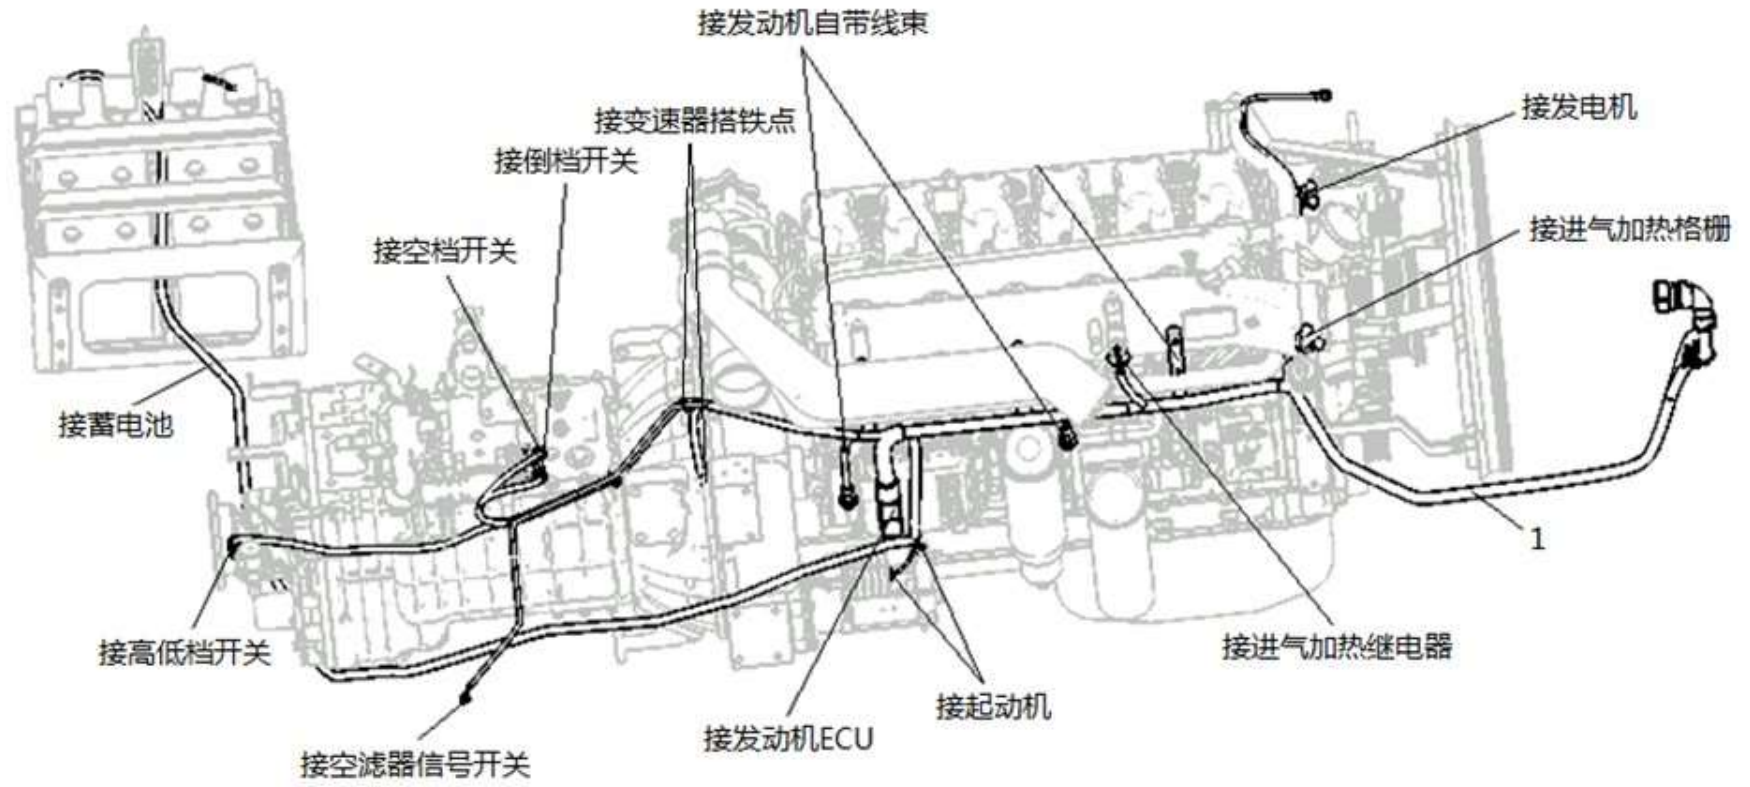 接发动机自带线束
接发电机
接变速器搭铁点
接倒档开关
接进气加热格栅
接空档开关
接蓄电池
1
接高低档开关
接进气加热继电器
接起动机
接发动机ECU
接空滤器信号开关